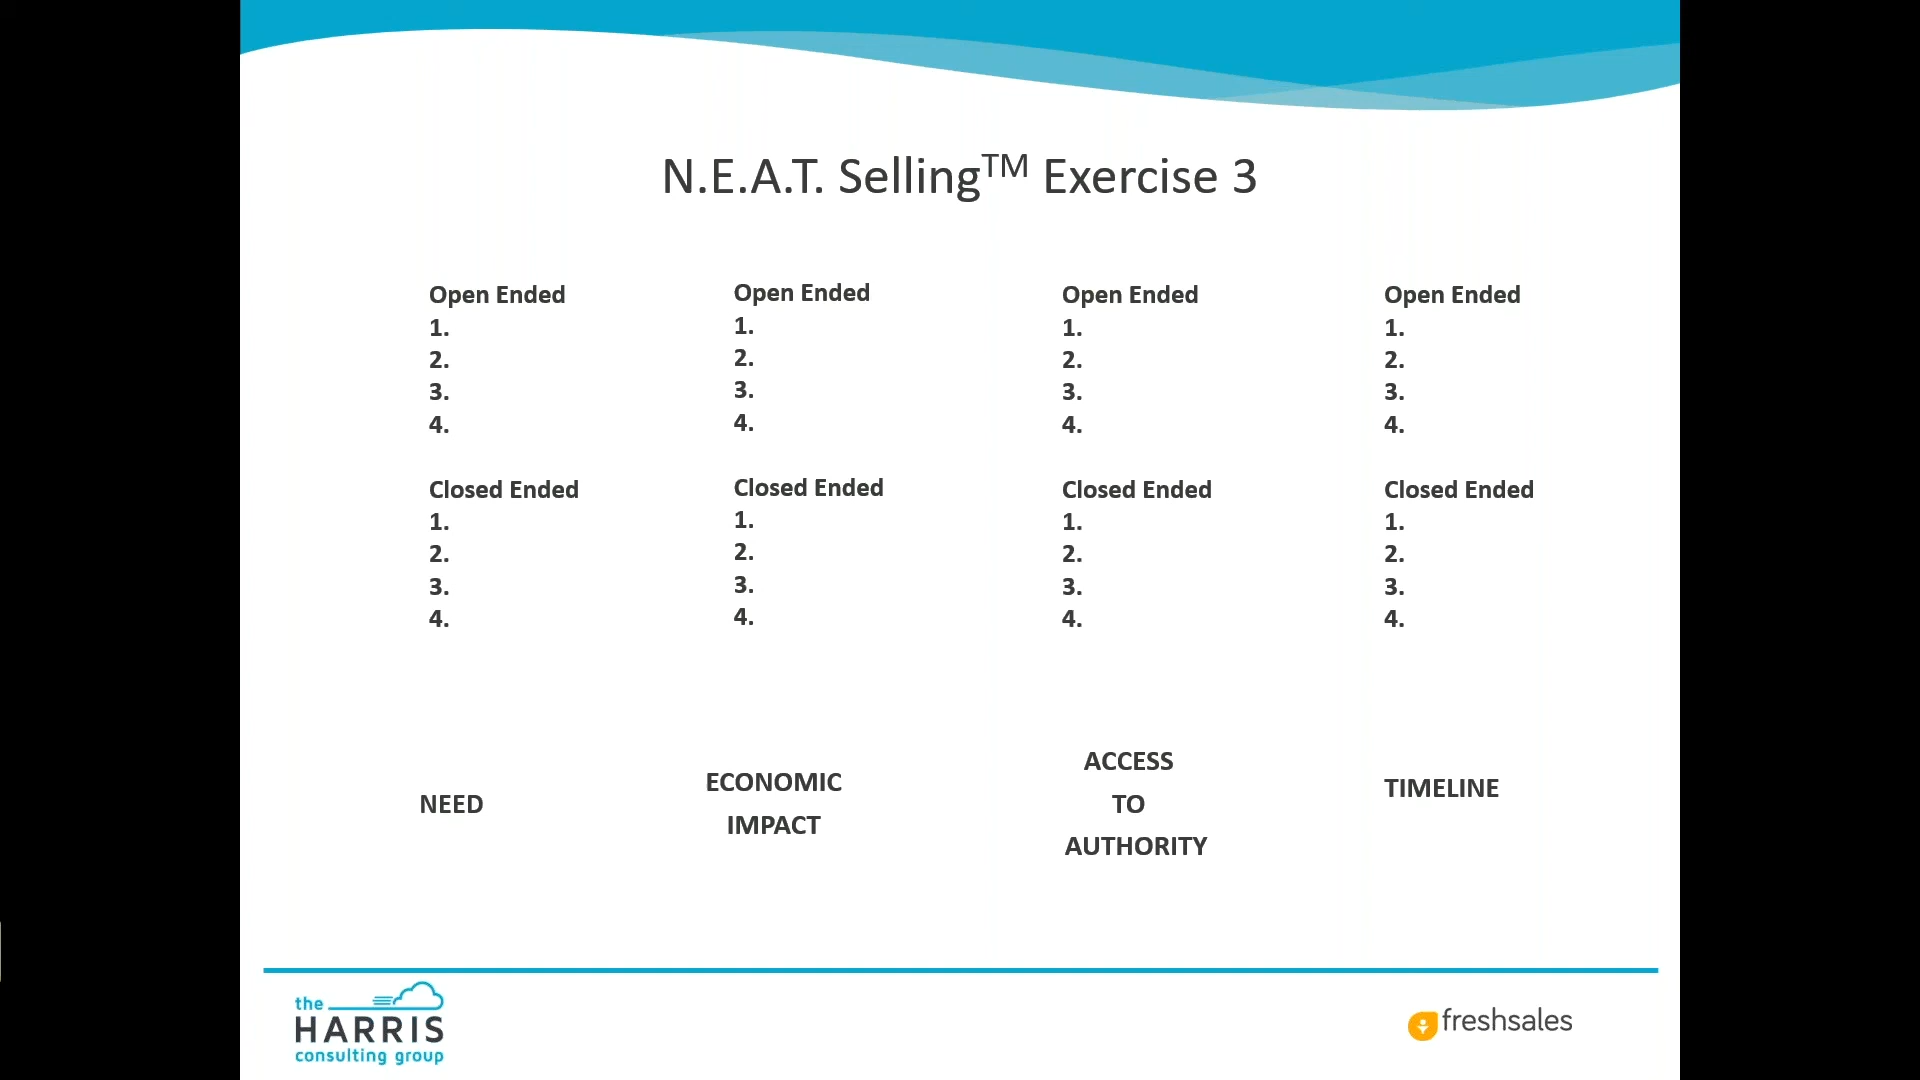 N.E.A.T. Selling™ Exercise 3
Open Ended
1.
2.
3.
4.
Closed Ended
1.
2.
3.
4.
NEED
Open Ended
1.
2.
3.
4.
Closed Ended
1.
2.
3.
4.
ECONOMIC
IMPACT
Open Ended
1.
2.
3.
4.
Closed Ended
1.
2.
3.
4.
ACCESS
TO
AUTHORITY
Open Ended
1.
2.
3.
4.
Closed Ended
1.
2.
3.
4.
TIMELINE
the
HARRIS
consulting group
freshsales